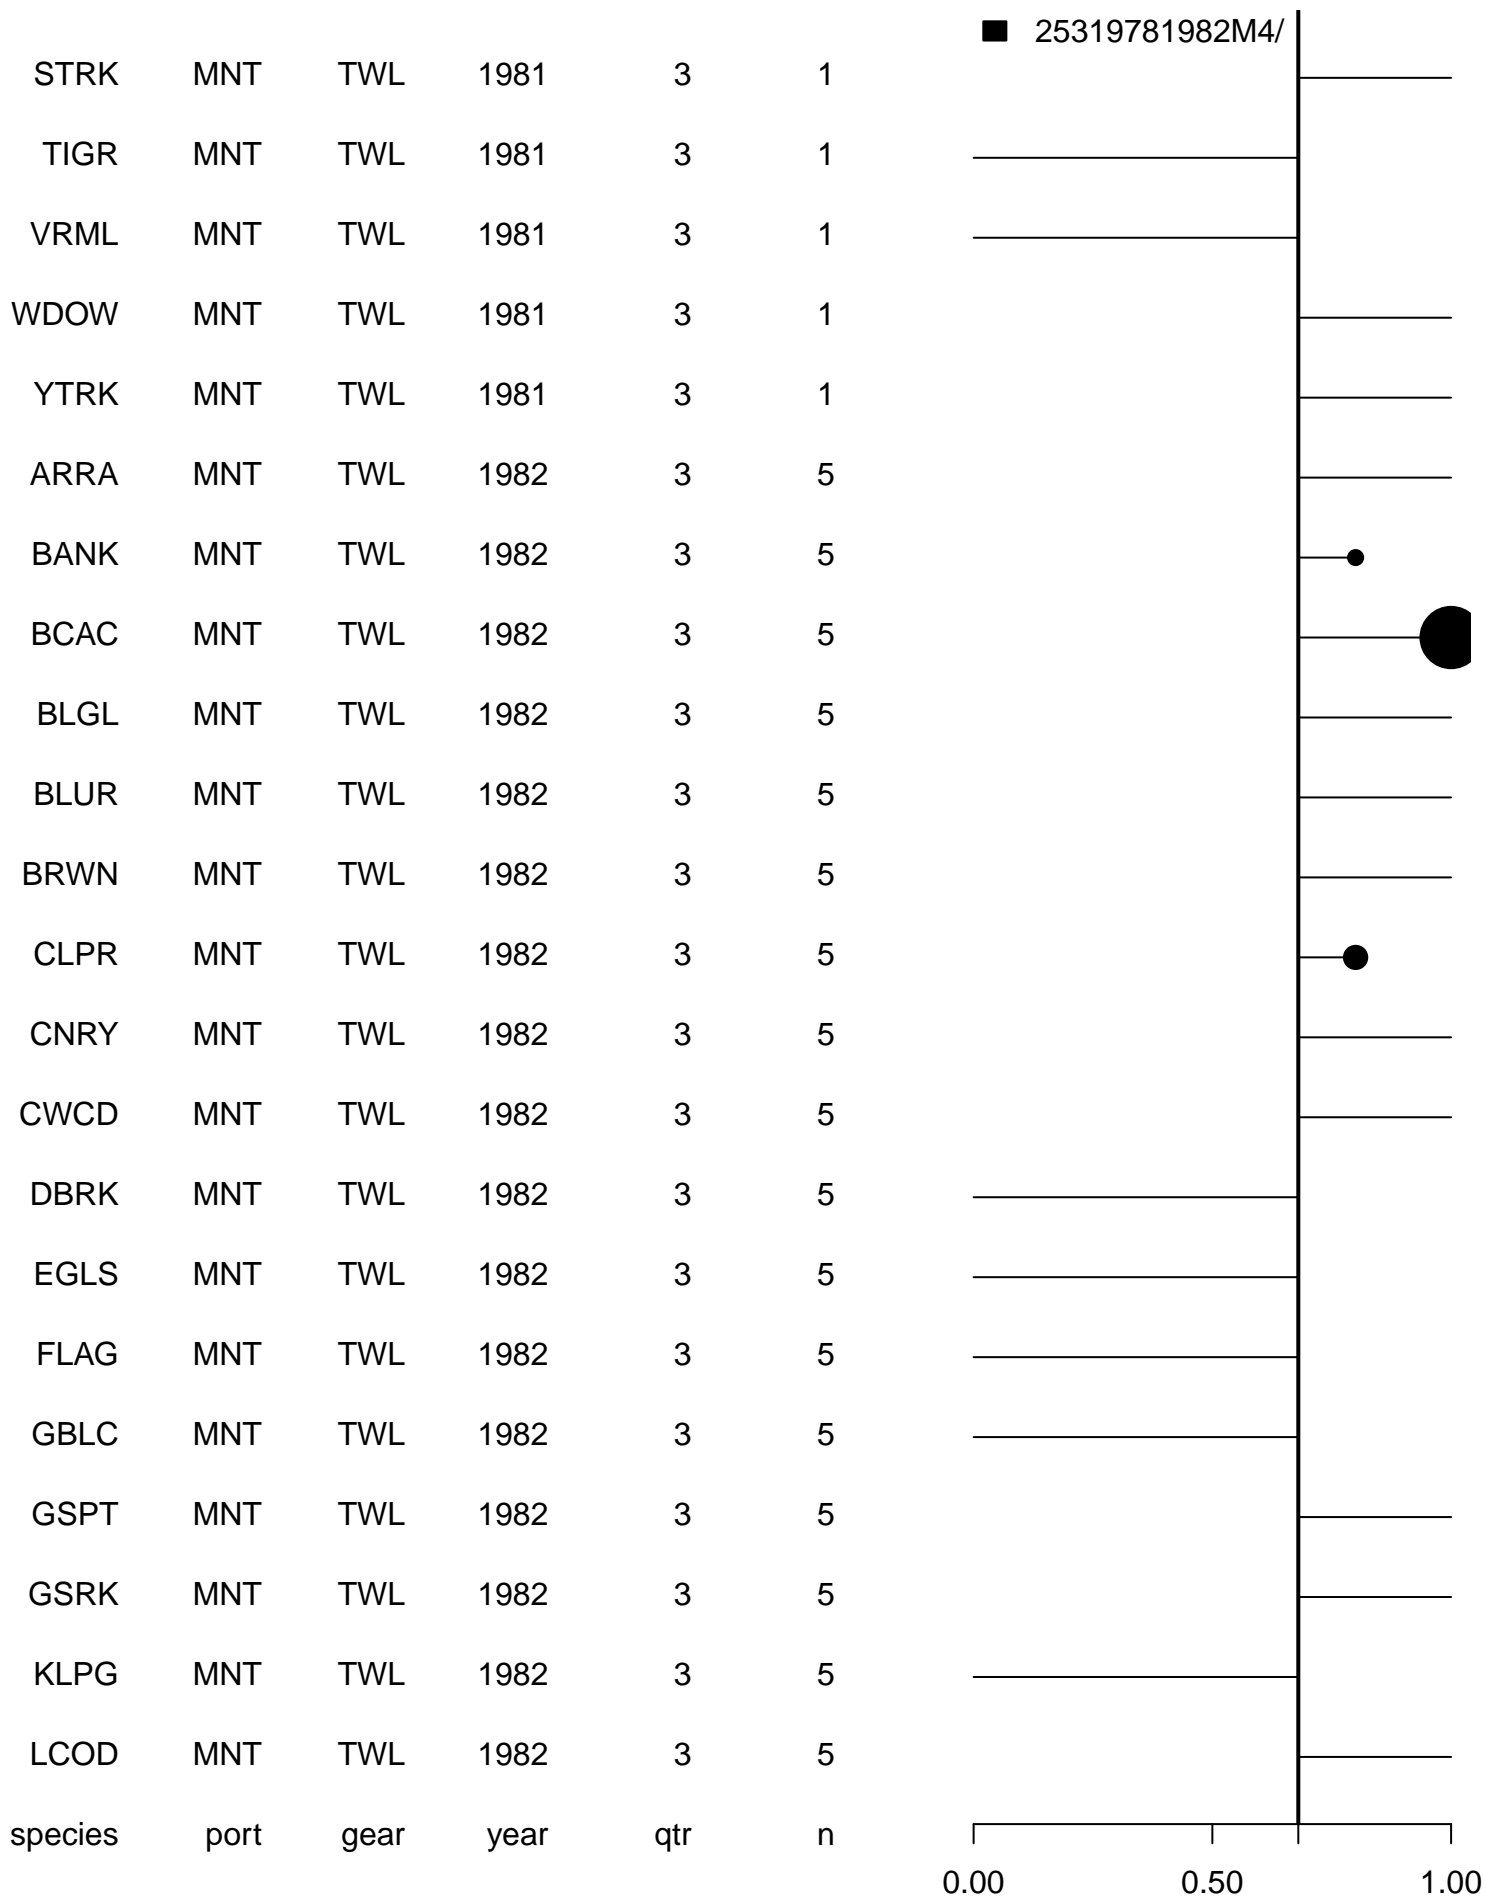 25319781982M4/
STRK MNT TWL 1981 3 1
TIGR MNT TWL 1981 3 1
VRML MNT TWL 1981 3 1
WDOW MNT TWL 1981 3 1
YTRK MNT TWL 1981 3 1
ARRA MNT TWL 1982 3 5
BANK MNT TWL 1982 3 5
BCAC MNT TWL 1982 3 5
BLGL MNT TWL 1982 3 5
BLUR MNT TWL 1982 3 5
BRWN MNT TWL 1982 3 5
CLPR MNT TWL 1982 3 5
CNRY MNT TWL 1982 3 5
CWCD MNT TWL 1982 3 5
DBRK MNT TWL 1982 3 5
EGLS MNT TWL 1982 3 5
FLAG MNT TWL 1982 3 5
GBLC MNT TWL 1982 3 5
GSPT MNT TWL 1982 3 5
GSRK MNT TWL 1982 3 5
KLPG MNT TWL 1982 3 5
LCOD MNT TWL 1982 3 5
species port gear year qtr n
0.00 0.50 1.00